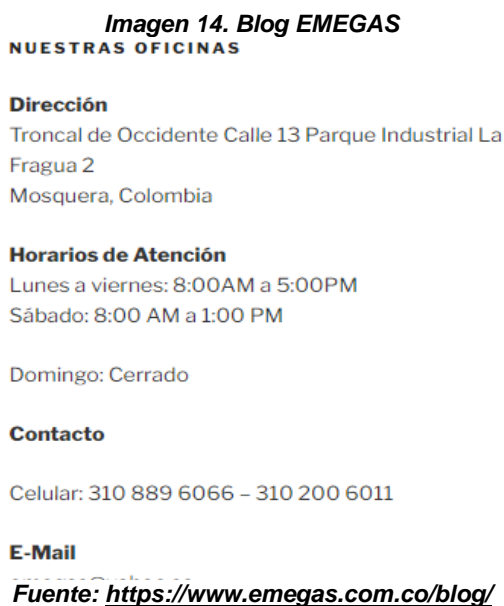 Imagen 14. Blog EMEGAS
NUESTRAS OFICINAS
Dirección
Troncal de Occidente Calle 13 Parque Industrial La
Fragua 2
Mosquera, Colombia
Horarios de Atención
Lunes a viernes: 8:00AM a 5:00PM
Sábado: 8:00 AM a 1:00 PM
Domingo: Cerrado
Contacto
Celular: 310 889 6066 – 310 200 6011
E-Mail
Fuente: https://www.emegas.com.co/blog/